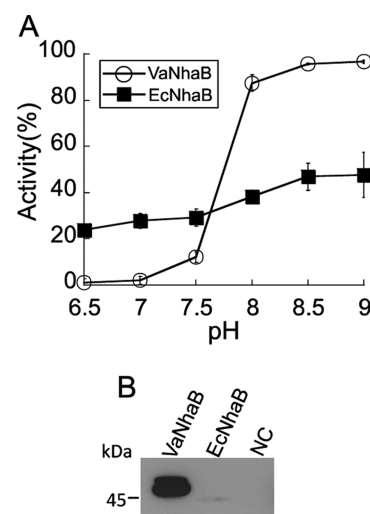 A
100
80
60
40
20
0
VaNhaB
EcNhaB
Activity(%)
6.5 7 7.5 8 8.5 9
pH
B
VaNhaB EcNhaB NC
kDa
45